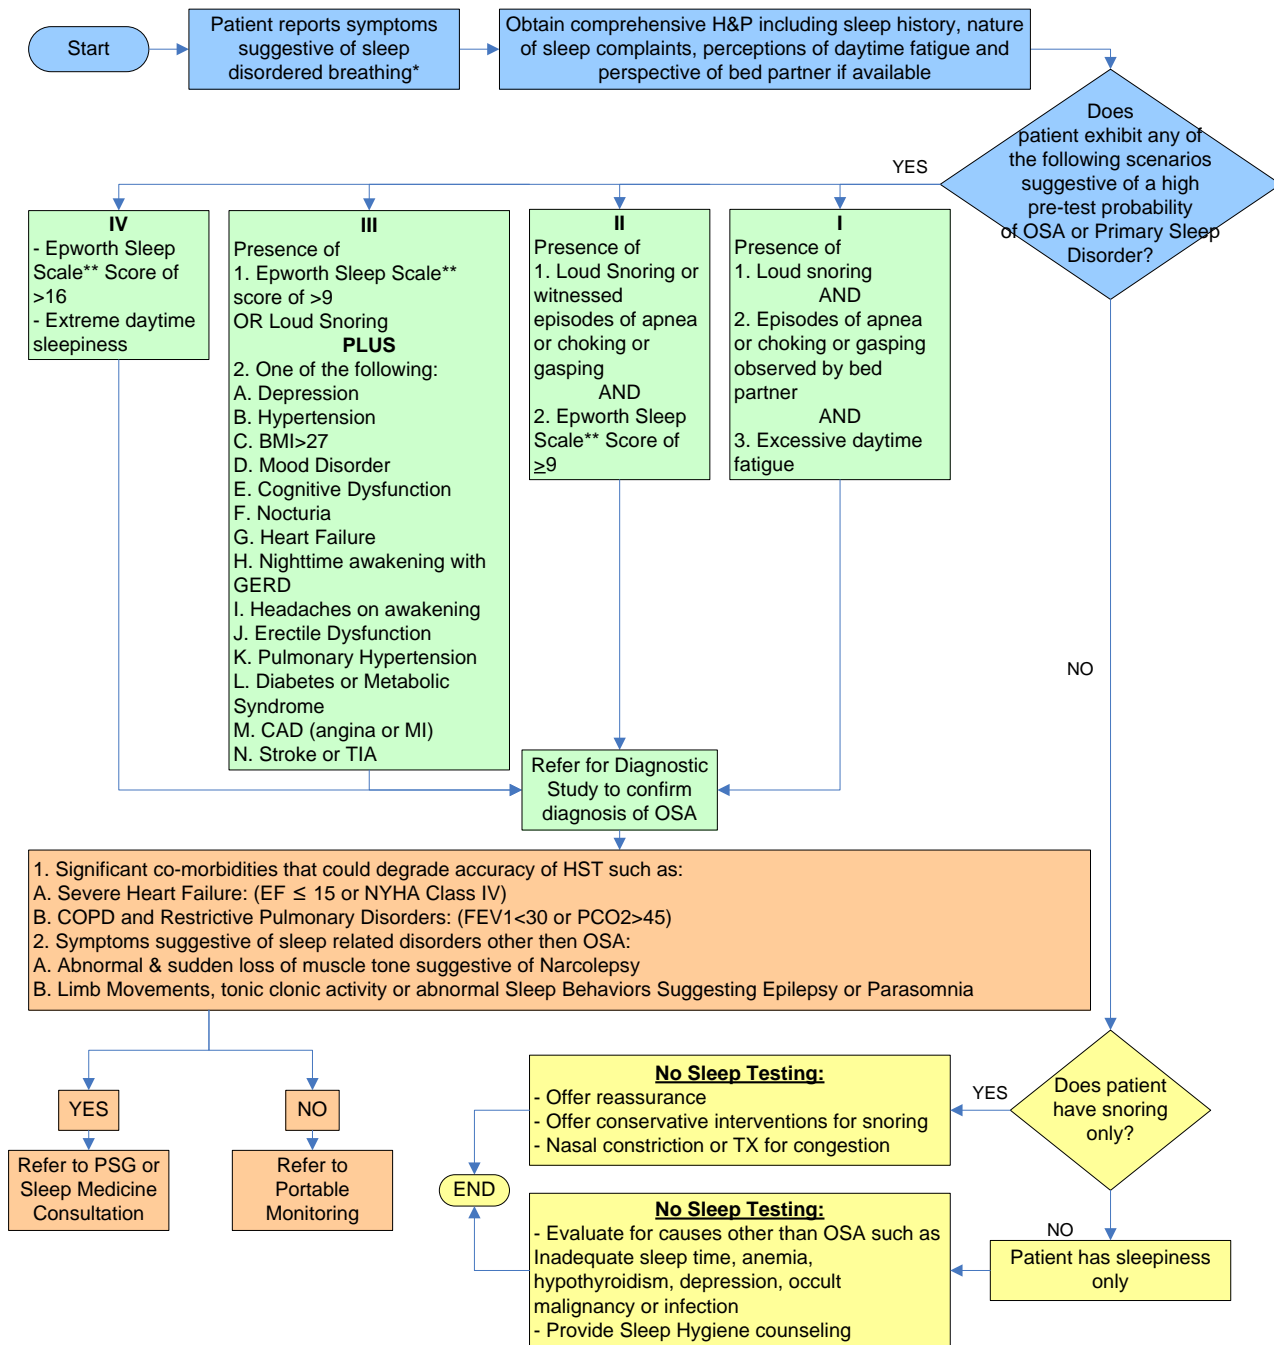 Start
Patient reports symptoms
suggestive of sleep
disordered breathing*
Obtain comprehensive H&P including sleep history, nature
of sleep complaints, perceptions of daytime fatigue and
perspective of bed partner if available
Does
patient exhibit any of
the following scenarios
suggestive of a high
pre-test probability
of OSA or Primary Sleep
Disorder?
YES
IV
- Epworth Sleep
Scale** Score of
>16
- Extreme daytime
sleepiness
III
Presence of
1. Epworth Sleep Scale**
score of >9
OR Loud Snoring
PLUS
2. One of the following:
A. Depression
B. Hypertension
C. BMI>27
D. Mood Disorder
E. Cognitive Dysfunction
F. Nocturia
G. Heart Failure
H. Nighttime awakening with
GERD
I. Headaches on awakening
J. Erectile Dysfunction
K. Pulmonary Hypertension
L. Diabetes or Metabolic
Syndrome
M. CAD (angina or MI)
N. Stroke or TIA
II
Presence of
1. Loud Snoring or
witnessed
episodes of apnea
or choking or
gasping
AND
2. Epworth Sleep
Scale** Score of
≥9
I
Presence of
1. Loud snoring
AND
2. Episodes of apnea
or choking or gasping
observed by bed
partner
AND
3. Excessive daytime
fatigue
NO
Refer for Diagnostic
Study to confirm
diagnosis of OSA
1. Significant co-morbidities that could degrade accuracy of HST such as:
A. Severe Heart Failure: (EF ≤ 15 or NYHA Class IV)
B. COPD and Restrictive Pulmonary Disorders: (FEV1<30 or PCO2>45)
2. Symptoms suggestive of sleep related disorders other then OSA:
A. Abnormal & sudden loss of muscle tone suggestive of Narcolepsy
B. Limb Movements, tonic clonic activity or abnormal Sleep Behaviors Suggesting Epilepsy or Parasomnia
YES
NO
Refer to PSG or
Sleep Medicine
Consultation
Refer to
Portable
Monitoring
Does patient
have snoring
only?
YES
No Sleep Testing:
- Offer reassurance
- Offer conservative interventions for snoring
- Nasal constriction or TX for congestion
END
NO
Patient has sleepiness
only
No Sleep Testing:
- Evaluate for causes other than OSA such as
Inadequate sleep time, anemia,
hypothyroidism, depression, occult
malignancy or infection
- Provide Sleep Hygiene counseling